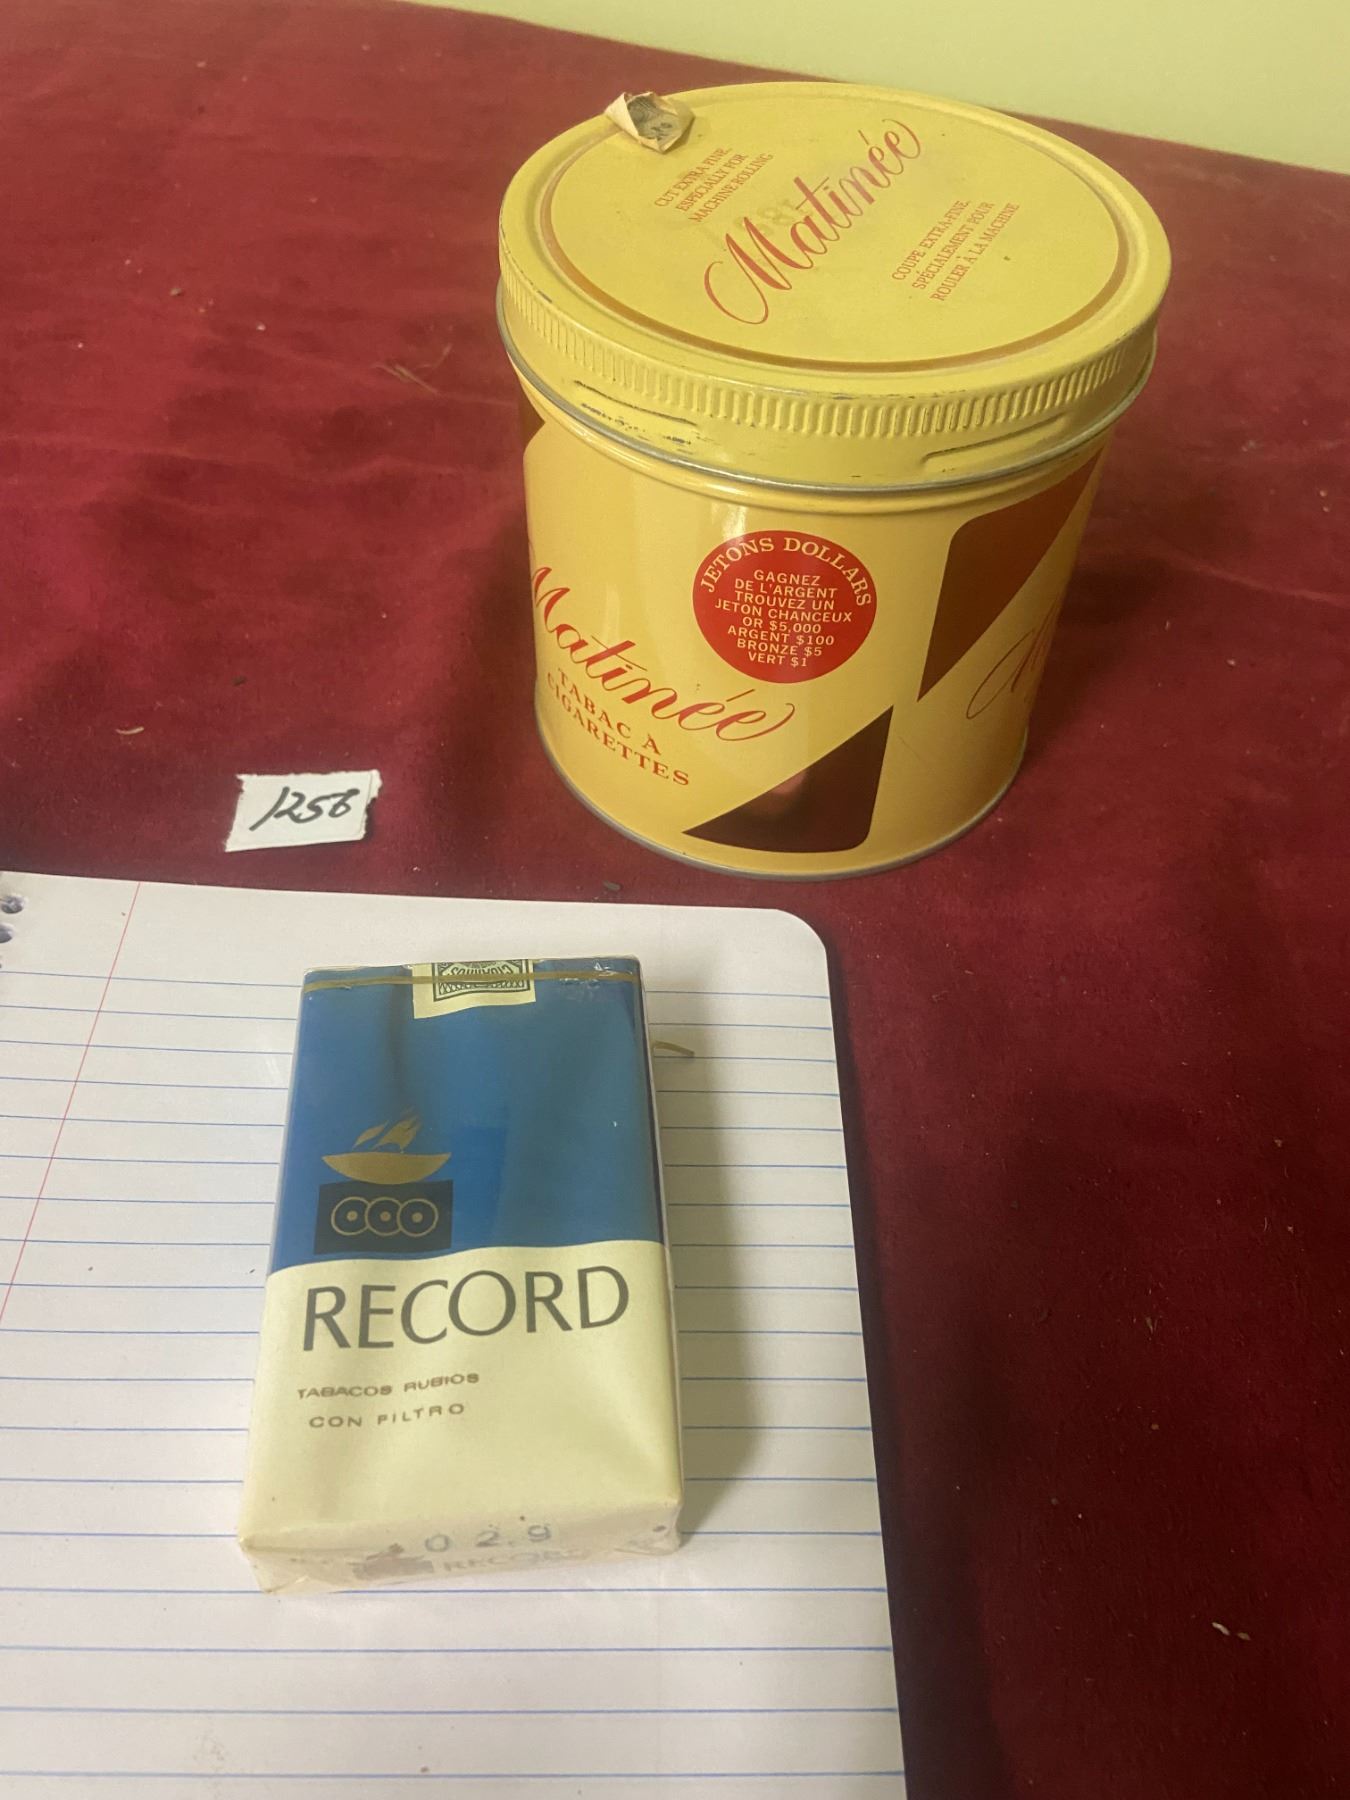 CUT EXTRA FINE,
ESPECIALLY FOR
MACHINE ROLLING
Matinée
COUPE EXTRA-FINE,
SPÉCIALEMENT POUR
ROULER À LA MACHINE
JETONS DOLLARS
GAGNEZ
DE L'ARGENT
TROUVEZ UN
JETON CHANCEUX
OR $5,000
ARGENT $100
BRONZE $5
VERT $1
Matinée
TABAC À
CIGARETTES
1256
RECORD
TABACOS RUBIOS
CON FILTRO
029
RECORD